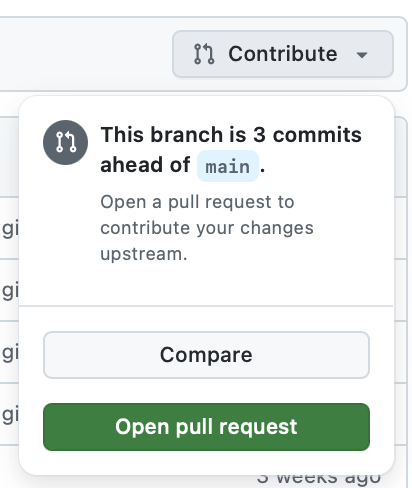 Contribute
This branch is 3 commits
ahead of main.
Open a pull request to
contribute your changes
upstream.
gi
gi
gi
gi
Compare
Open pull request
3 weeks ago